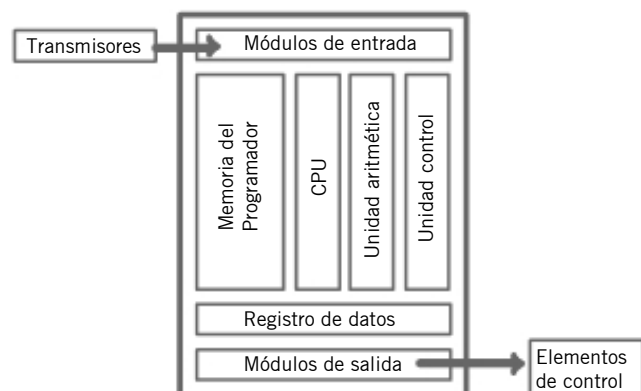 Transmisores
Módulos de entrada
Memoria del
Programador
CPU
Unidad aritmética
Unidad control
Registro de datos
Módulos de salida
Elementos
de control